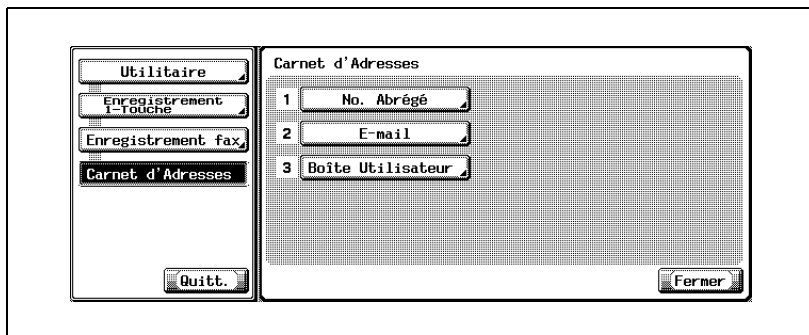 Utilitaire
Enregistrement
1-Touche
Enregistrement fax
Carnet d'Adresses
Quitt.
Carnet d'Adresses
1 No. Abrégé
2 E-mail
3 Boîte Utilisateur
Fermer